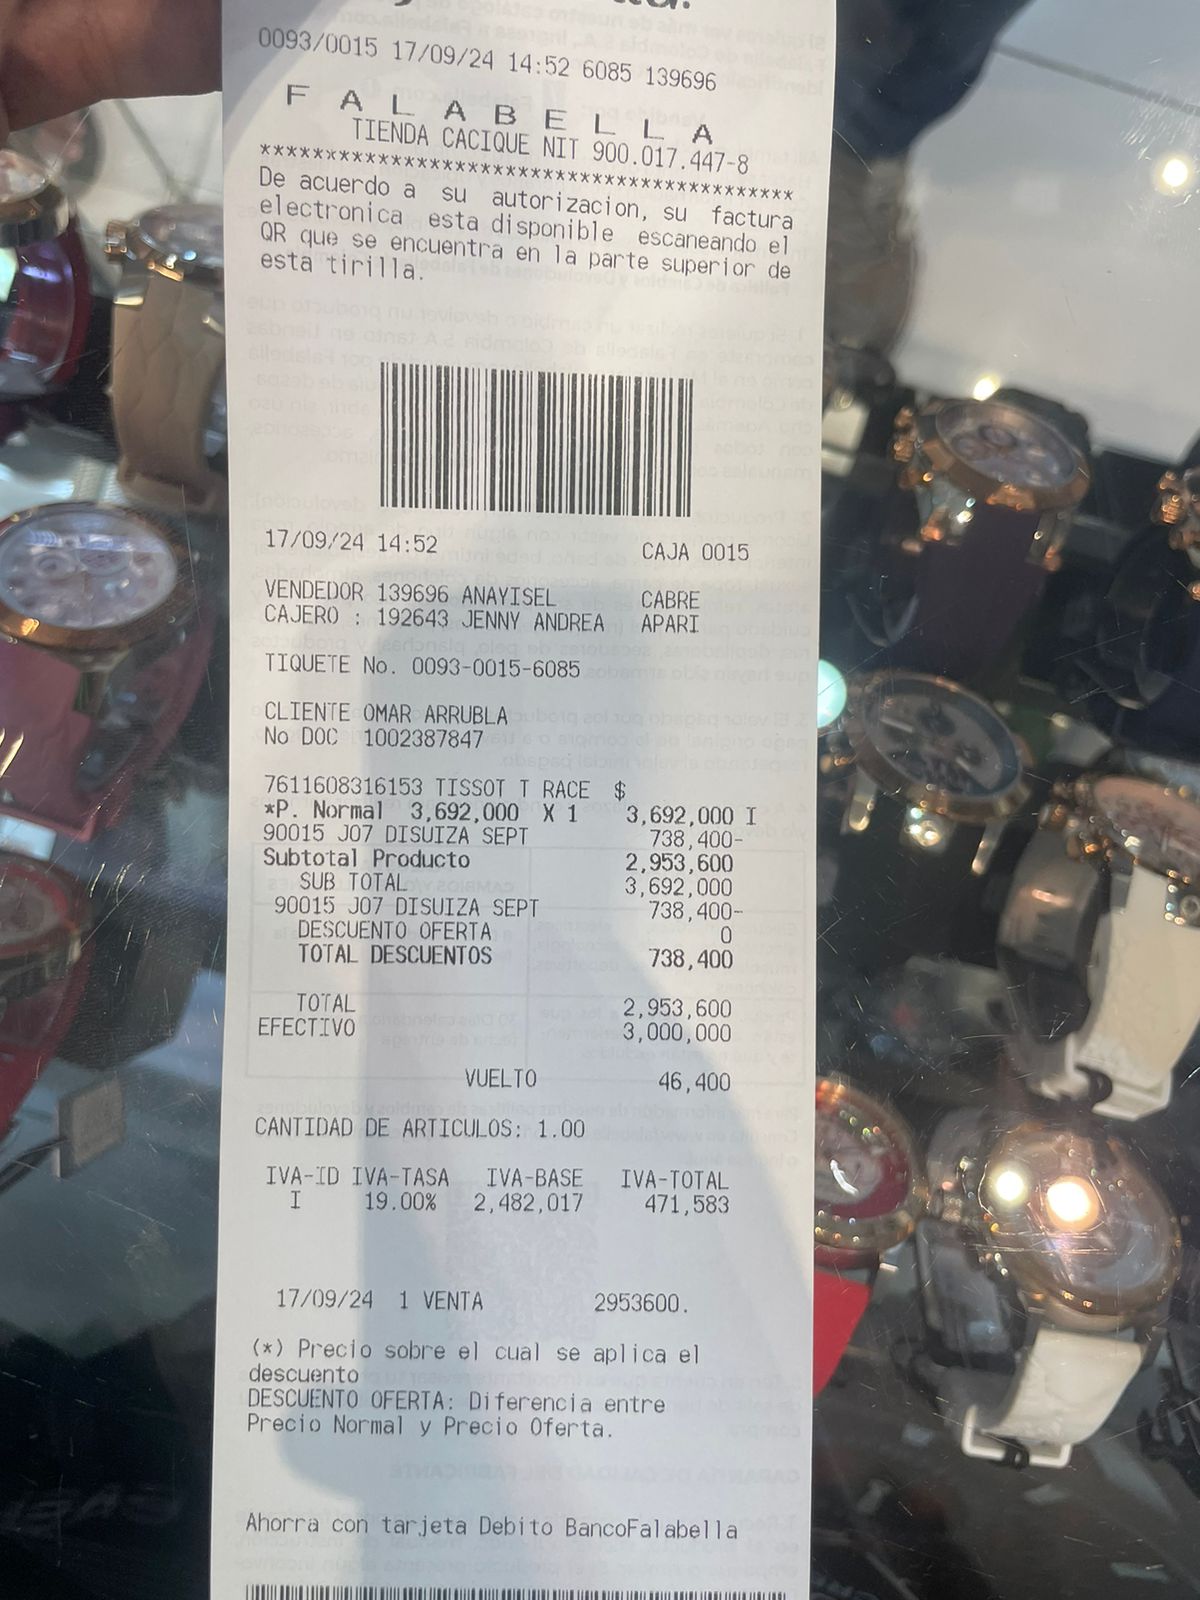 0093/0015 17/09/24 14:52 6085 139696
F A L A B E L L A
TIENDA CACIQUE NIT 900.017.447-8
*****************************************
De acuerdo a su autorizacion, su factura
electronica esta disponible escaneando el
QR que se encuentra en la parte superior de
esta tirilla.
17/09/24 14:52 CAJA 0015
VENDEDOR 139696 ANAYISEL CABRE
CAJERO : 192643 JENNY ANDREA APARI
TIQUETE No. 0093-0015-6085
CLIENTE OMAR ARRUBLA
No DOC 1002387847
7611608316153 TISSOT T RACE $
*P. Normal 3,692,000 X 1 3,692,000 I
90015 J07 DISUIZA SEPT 738,400-
Subtotal Producto 2,953,600
SUB TOTAL 3,692,000
90015 J07 DISUIZA SEPT 738,400-
DESCUENTO OFERTA 0
TOTAL DESCUENTOS 738,400
TOTAL 2,953,600
EFECTIVO 3,000,000
VUELTO 46,400
CANTIDAD DE ARTICULOS: 1.00
IVA-ID IVA-TASA IVA-BASE IVA-TOTAL
I 19.00% 2,482,017 471,583
17/09/24 1 VENTA 2953600.
(*) Precio sobre el cual se aplica el
descuento
DESCUENTO OFERTA: Diferencia entre
Precio Normal y Precio Oferta.
Ahorra con tarjeta Debito BancoFalabella